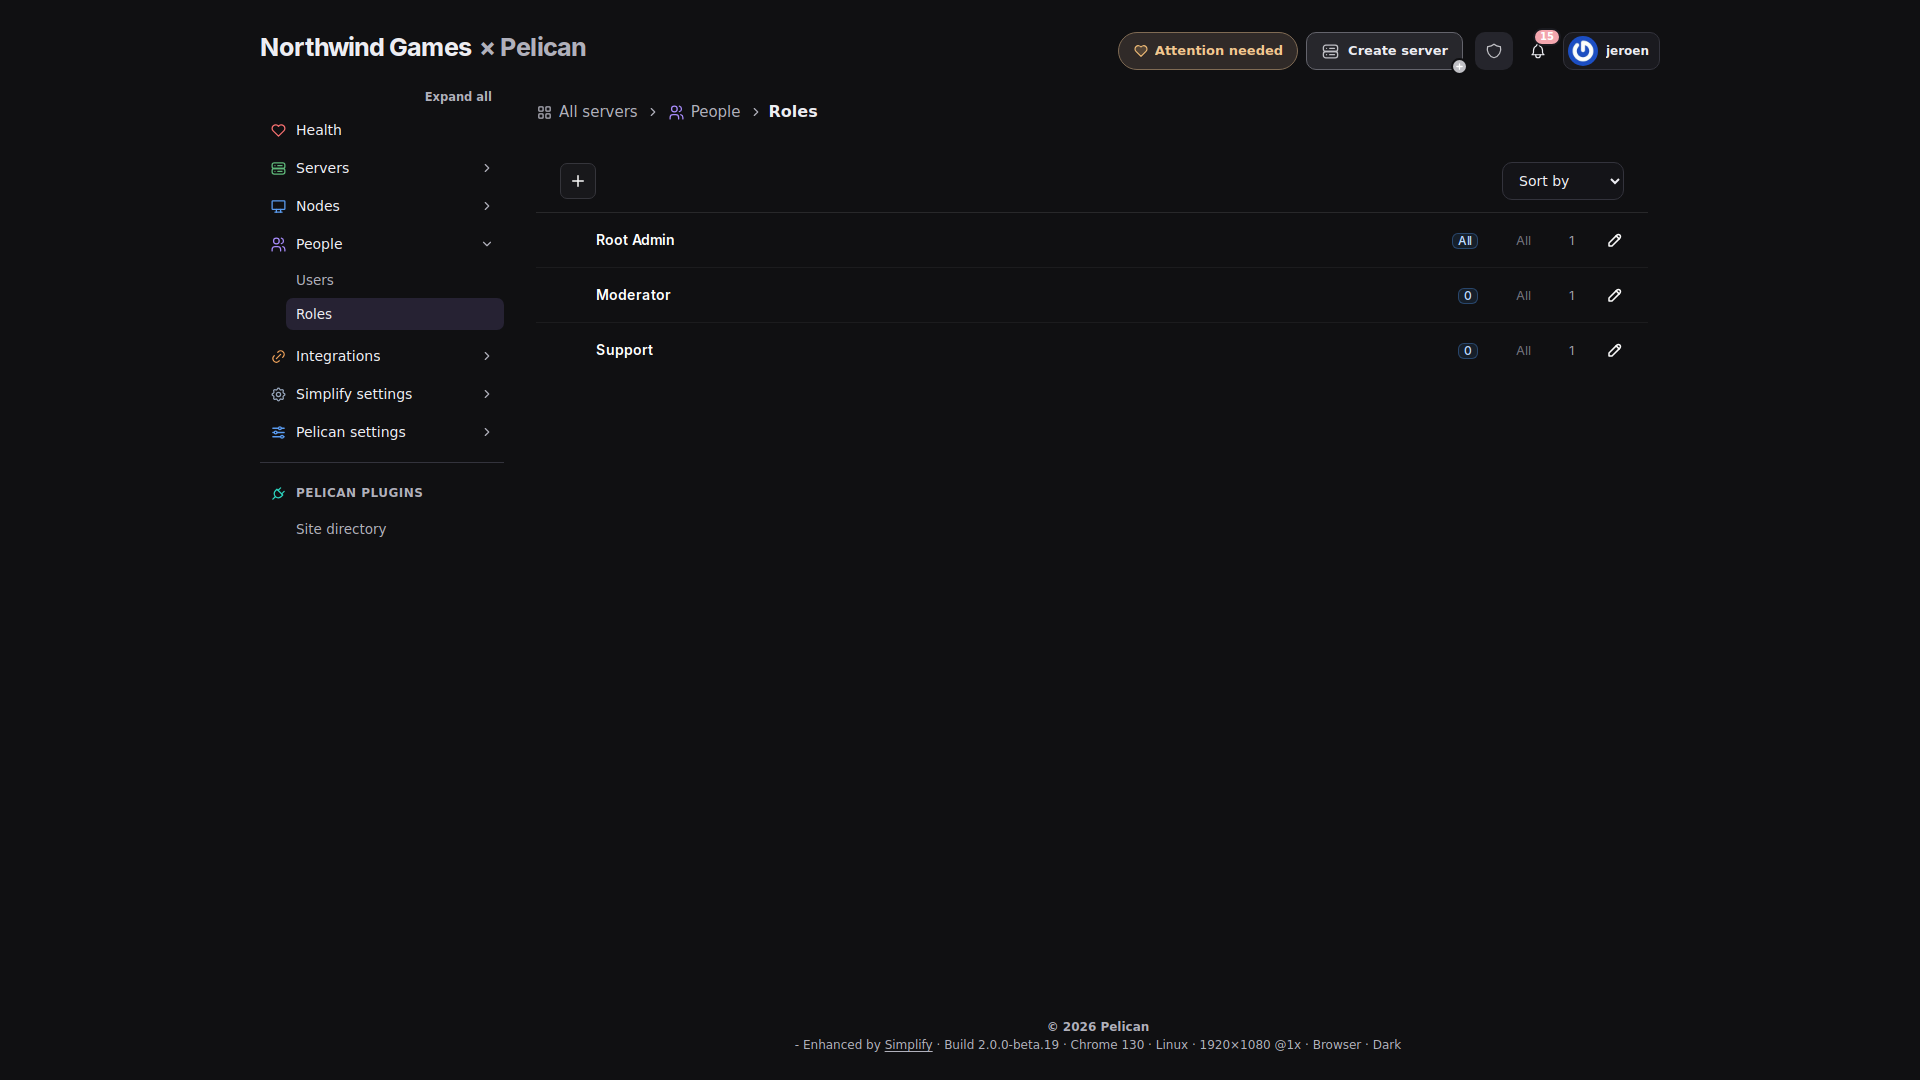 Northwind Games × Pelican
Attention needed
Create server
15
jeroen
Expand all
Health
Servers
Nodes
People
Users
Roles
Integrations
Simplify settings
Pelican settings
PELICAN PLUGINS
Site directory
All servers > People > Roles
Sort by
Root Admin All All 1
Moderator 0 All 1
Support 0 All 1
© 2026 Pelican
- Enhanced by Simplify · Build 2.0.0-beta.19 · Chrome 130 · Linux · 1920×1080 @1x · Browser · Dark